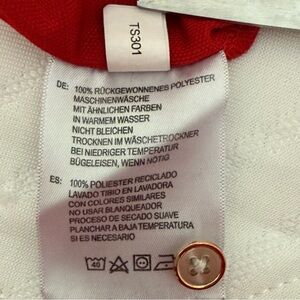 TS301
DE: 100% RÜCKGEWONNENES POLYESTER
MASCHINENWÄSCHE
MIT ÄHNLICHEN FARBEN
IN WARMEM WASSER
NICHT BLEICHEN
TROCKNEN IM WÄSCHETROCKNER
BEI NIEDRIGER TEMPERATUR
BÜGELEISEN, WENN NÖTIG
ES: 100% POLIESTER RECICLADO
LAVADO TIBIO EN LAVADORA
CON COLORES SIMILARES
NO USAR BLANQUEADOR
PROCESO DE SECADO SUAVE
PLANCHAR A BAJA TEMPERATURA
SI ES NECESARIO
40